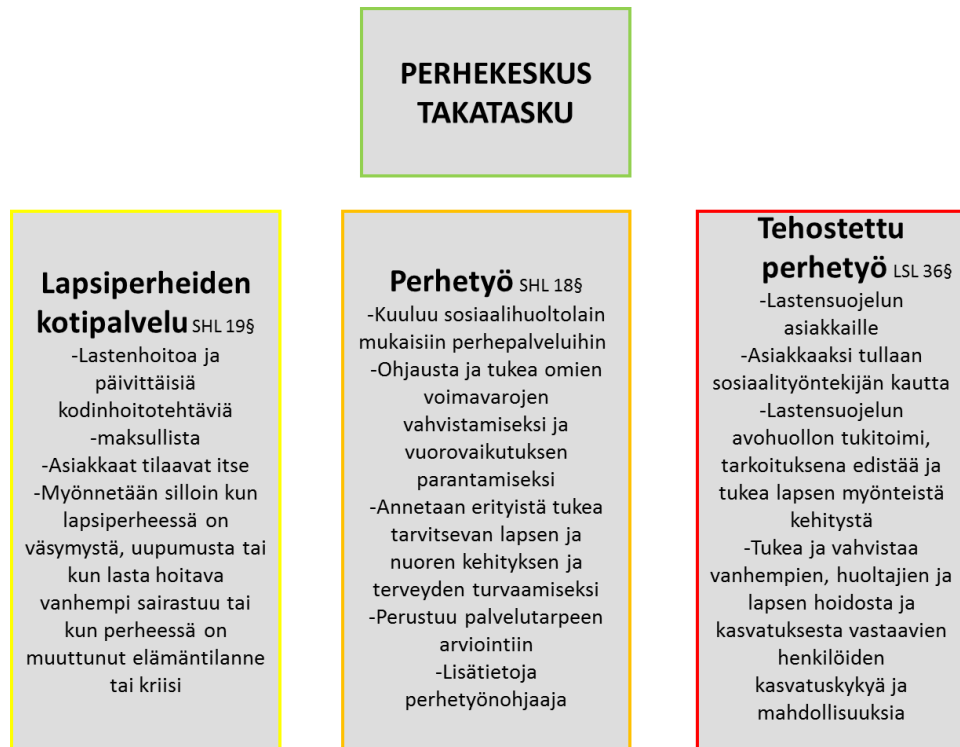 PERHEKESKUS
TAKATASKU
Lapsiperheiden
kotipalvelu SHL 19§
-Lastenhoitoa ja
päivittäisiä
kodinhoitotehtäviä
-maksullista
-Asiakkaat tilaavat itse
-Myönnetään silloin kun
lapsiperheessä on
väsymystä, uupumusta tai
kun lasta hoitava
vanhempi sairastuu tai
kun perheessä on
muuttunut elämäntilanne
tai kriisi
Perhetyö SHL 18§
-Kuuluu sosiaalihuoltolain
mukaisiin perhepalveluihin
-Ohjausta ja tukea omien
voimavarojen
vahvistamiseksi ja
vuorovaikutuksen
parantamiseksi
-Annetaan erityistä tukea
tarvitsevan lapsen ja
nuoren kehityksen ja
terveyden turvaamiseksi
-Perustuu palvelutarpeen
arviointiin
-Lisätietoja
perhetyönohjaaja
Tehostettu
perhetyö LSL 36§
-Lastensuojelun
asiakkaille
-Asiakkaaksi tullaan
sosiaalityöntekijän kautta
-Lastensuojelun
avohuollon tukitoimi,
tarkoituksena edistää ja
tukea lapsen myönteistä
kehitystä
-Tukea ja vahvistaa
vanhempien, huoltajien ja
lapsen hoidosta ja
kasvatuksesta vastaavien
henkilöiden
kasvatuskykyä ja
mahdollisuuksia